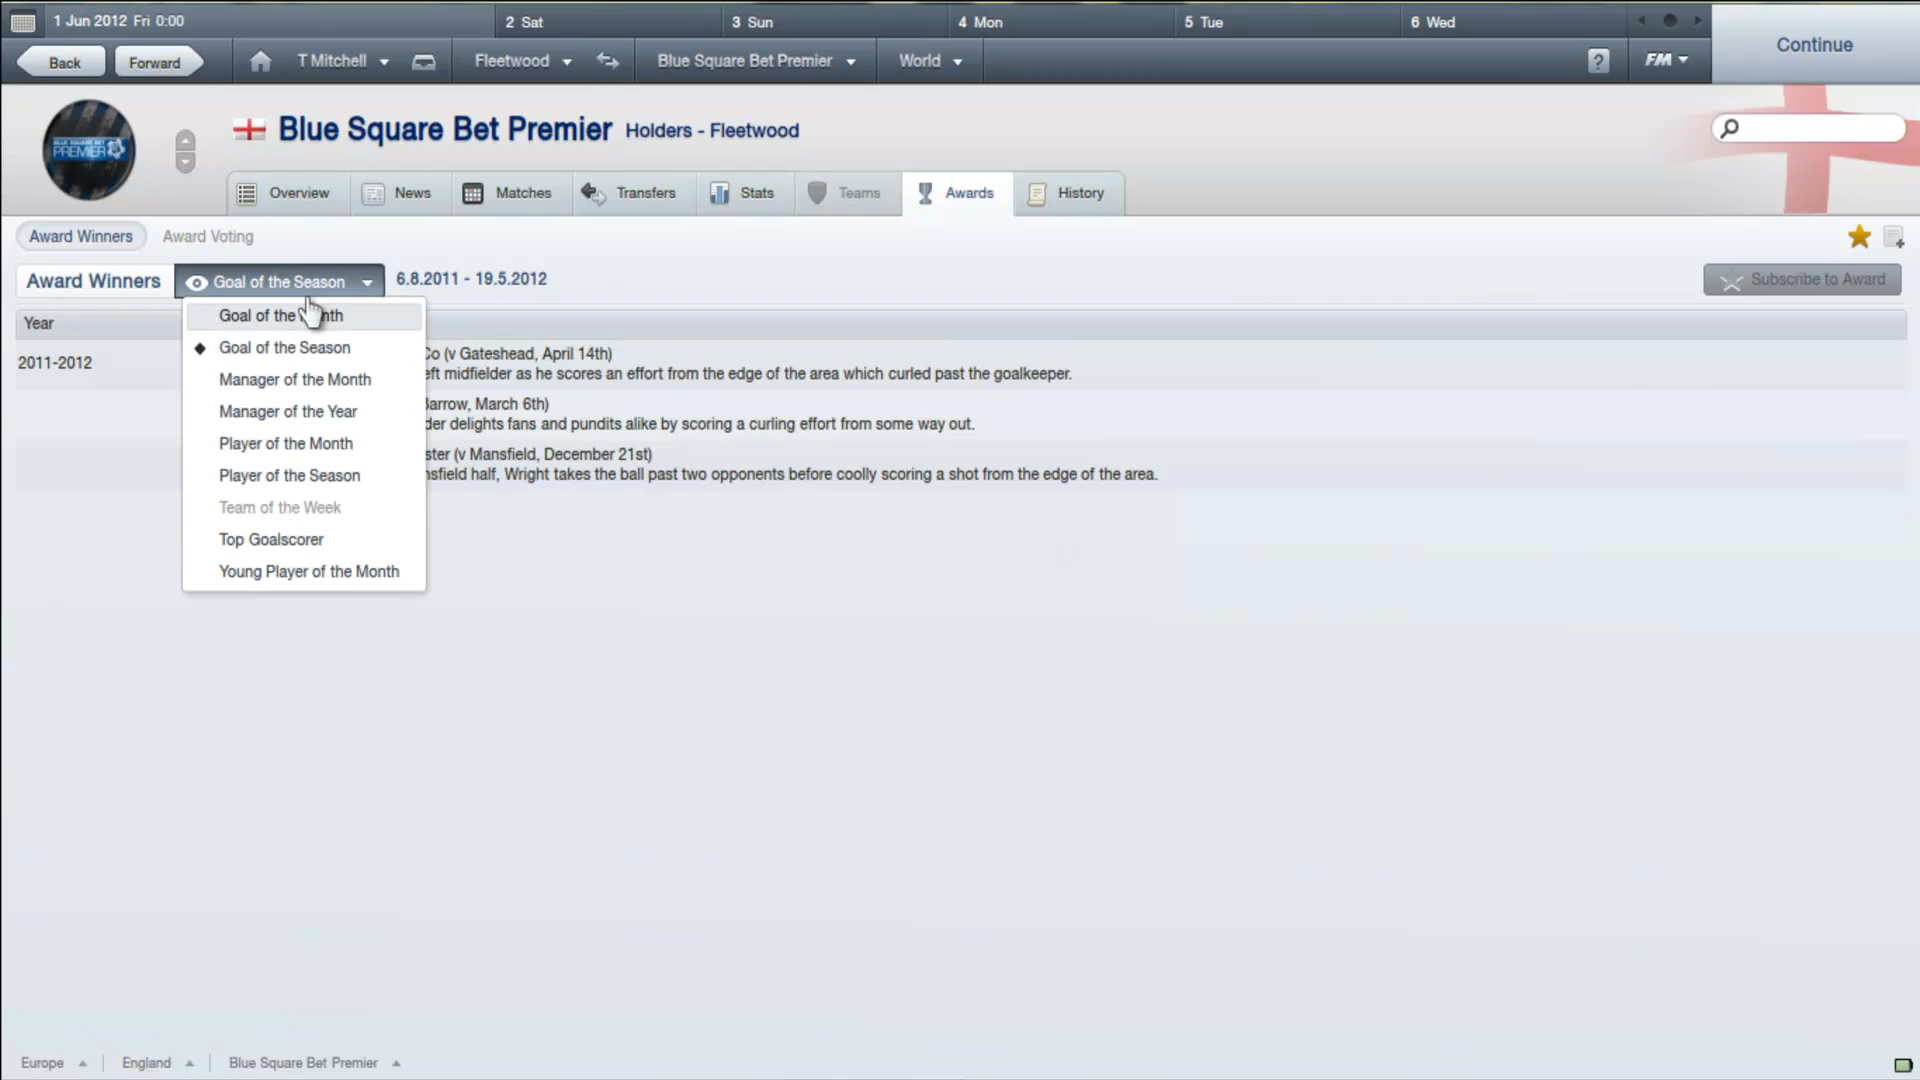 1 Jun 2012 Fri 0:00 2 Sat 3 Sun 4 Mon 5 Tue 6 Wed
Continue
Back Forward T Mitchell Fleetwood Blue Square Bet Premier World ? FM
BLUE SQUARE BET
PREMIER
Blue Square Bet Premier Holders - Fleetwood
Overview News Matches Transfers Stats Teams Awards History
Award Winners Award Voting
Award Winners Goal of the Season 6.8.2011 - 19.5.2012 Subscribe to Award
Year
Goal of the
Goal of the Season
Manager of the Month
Manager of the Year
Player of the Month
Player of the Season
Team of the Week
Top Goalscorer
Young Player of the Month
2011-2012
Co (v Gateshead, April 14th)
eft midfielder as he scores an effort from the edge of the area which curled past the goalkeeper.
Barrow, March 6th)
der delights fans and pundits alike by scoring a curling effort from some way out.
ster (v Mansfield, December 21st)
nsfield half, Wright takes the ball past two opponents before coolly scoring a shot from the edge of the area.
Europe England Blue Square Bet Premier